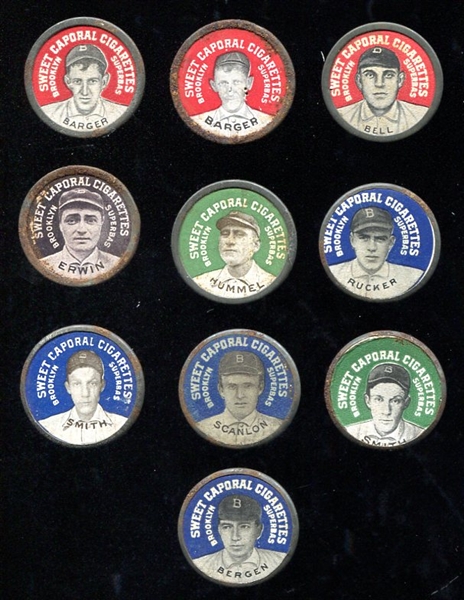 SWEET CAPORAL CIGARETTES
BROOKLYN SUPERBAS
BARGER
SWEET CAPORAL CIGARETTES
BROOKLYN SUPERBAS
BARGER
SWEET CAPORAL CIGARETTES
BROOKLYN SUPERBAS
BELL
SWEET CAPORAL CIGARETTES
BROOKLYN SUPERBAS
ERWIN
SWEET CAPORAL CIGARETTES
BROOKLYN SUPERBAS
HUMMEL
SWEET CAPORAL CIGARETTES
BROOKLYN SUPERBAS
B
RUCKER
SWEET CAPORAL CIGARETTES
BROOKLYN SUPERBAS
SMITH
SWEET CAPORAL CIGARETTES
BROOKLYN SUPERBAS
B
SCANLON
SWEET CAPORAL CIGARETTES
BROOKLYN SUPERBAS
SMITH
SWEET CAPORAL CIGARETTES
BROOKLYN SUPERBAS
B
BERGEN